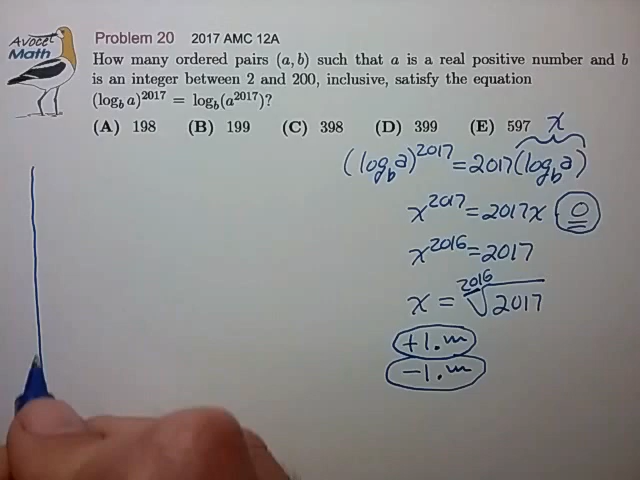 Avocet
Math
Problem 20 2017 AMC 12A
How many ordered pairs (a, b) such that a is a real positive number and b
is an integer between 2 and 200, inclusive, satisfy the equation
(log_b a)^2017 = log_b(a^2017)?
(A) 198 (B) 199 (C) 398 (D) 399 (E) 597
x
(log_b a)^2017 = 2017(log_b a)
x^2017 = 2017x 0
x^2016 = 2017
x = ²⁰¹⁶√2017
+1.m
-1.m